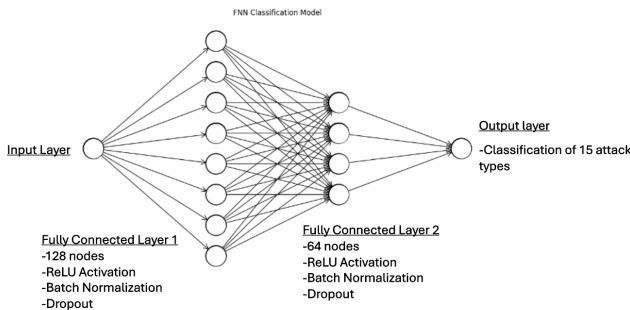 FNN Classification Model
Input Layer
Output layer
-Classification of 15 attack
types
Fully Connected Layer 1
-128 nodes
-ReLU Activation
-Batch Normalization
-Dropout
Fully Connected Layer 2
-64 nodes
-ReLU Activation
-Batch Normalization
-Dropout